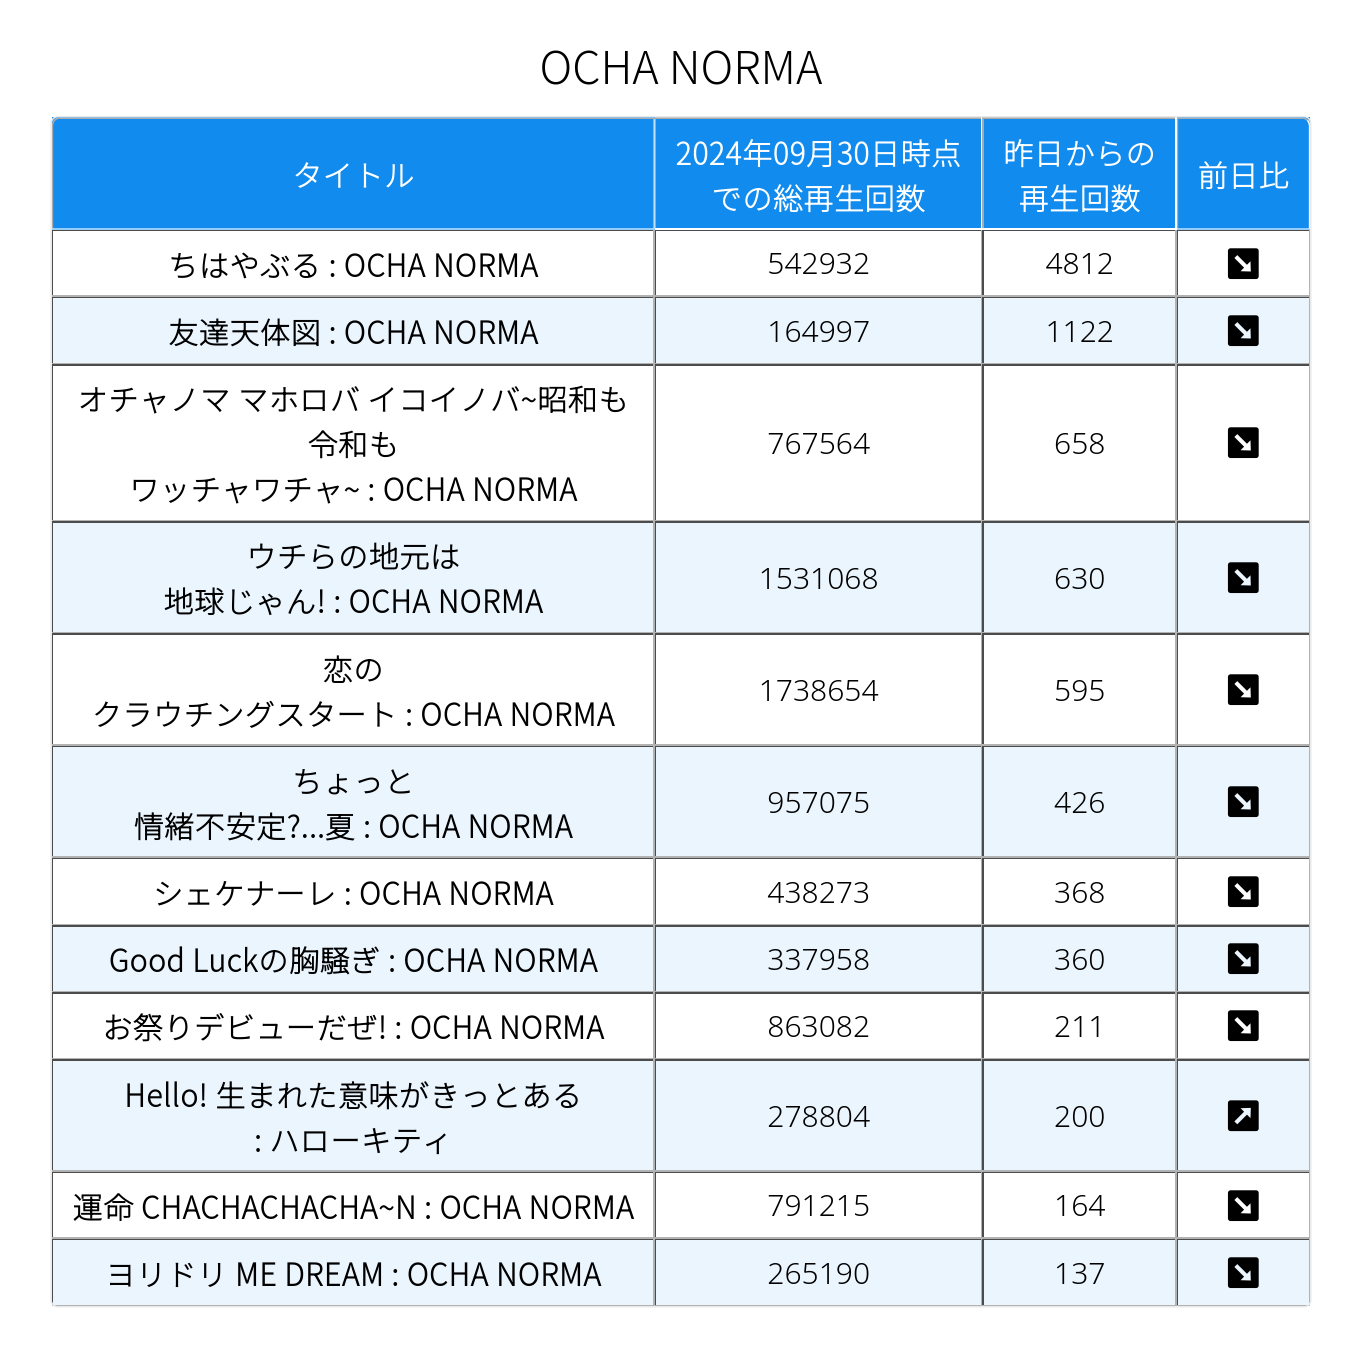 OCHA NORMA
タイトル
2024年09月30日時点
での総再生回数
昨日からの
再生回数
前日比
ちはやぶる : OCHA NORMA
542932
4812
友達天体図 : OCHA NORMA
164997
1122
オチャノマ マホロバ イコイノバ~昭和も
令和も
ワッチャワチャ~ : OCHA NORMA
767564
658
ウチらの地元は
地球じゃん! : OCHA NORMA
1531068
630
恋の
クラウチングスタート : OCHA NORMA
1738654
595
ちょっと
情緒不安定?...夏 : OCHA NORMA
957075
426
シェケナーレ : OCHA NORMA
438273
368
Good Luckの胸騒ぎ : OCHA NORMA
337958
360
お祭りデビューだぜ! : OCHA NORMA
863082
211
Hello! 生まれた意味がきっとある
: ハローキティ
278804
200
運命 CHACHACHACHA~N : OCHA NORMA
791215
164
ヨリドリ ME DREAM : OCHA NORMA
265190
137